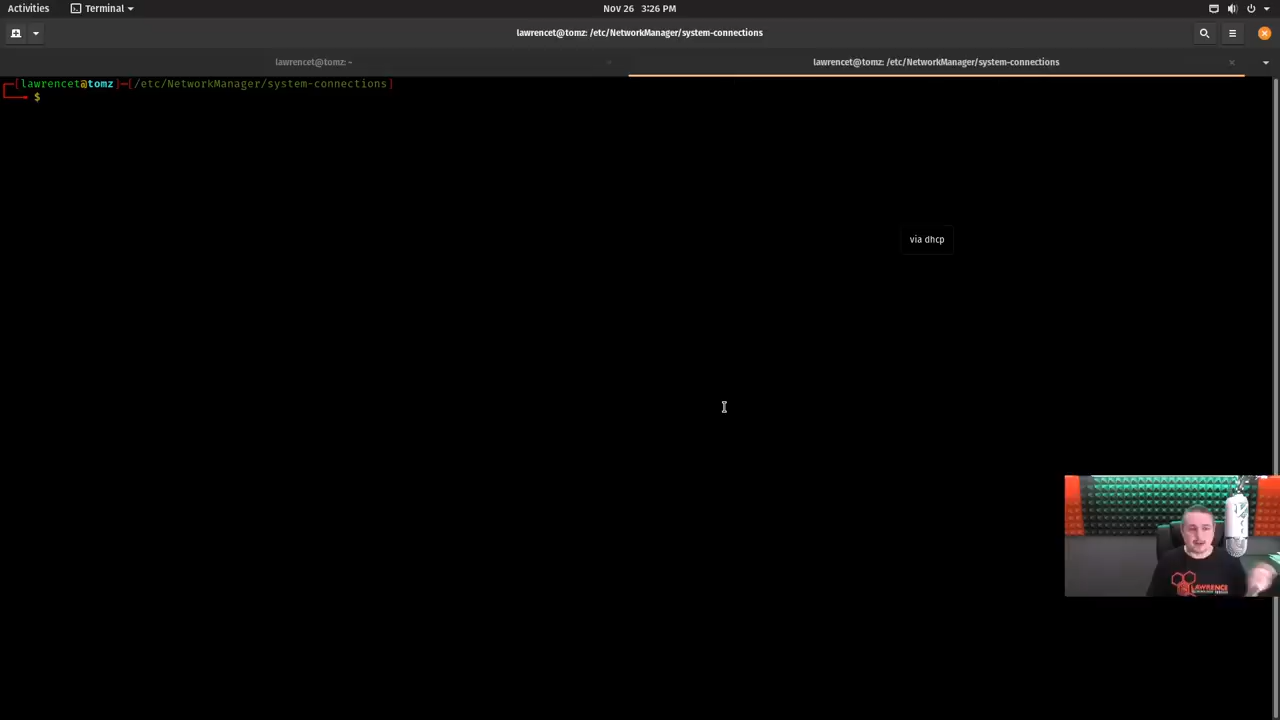 Activities
Terminal
Nov 26 3:26 PM
lawrencet@tomz: /etc/NetworkManager/system-connections
lawrencet@tomz: ~
lawrencet@tomz: /etc/NetworkManager/system-connections
[lawrencet@tomz]─[/etc/NetworkManager/system-connections]
$
via dhcp
LAWRENCE